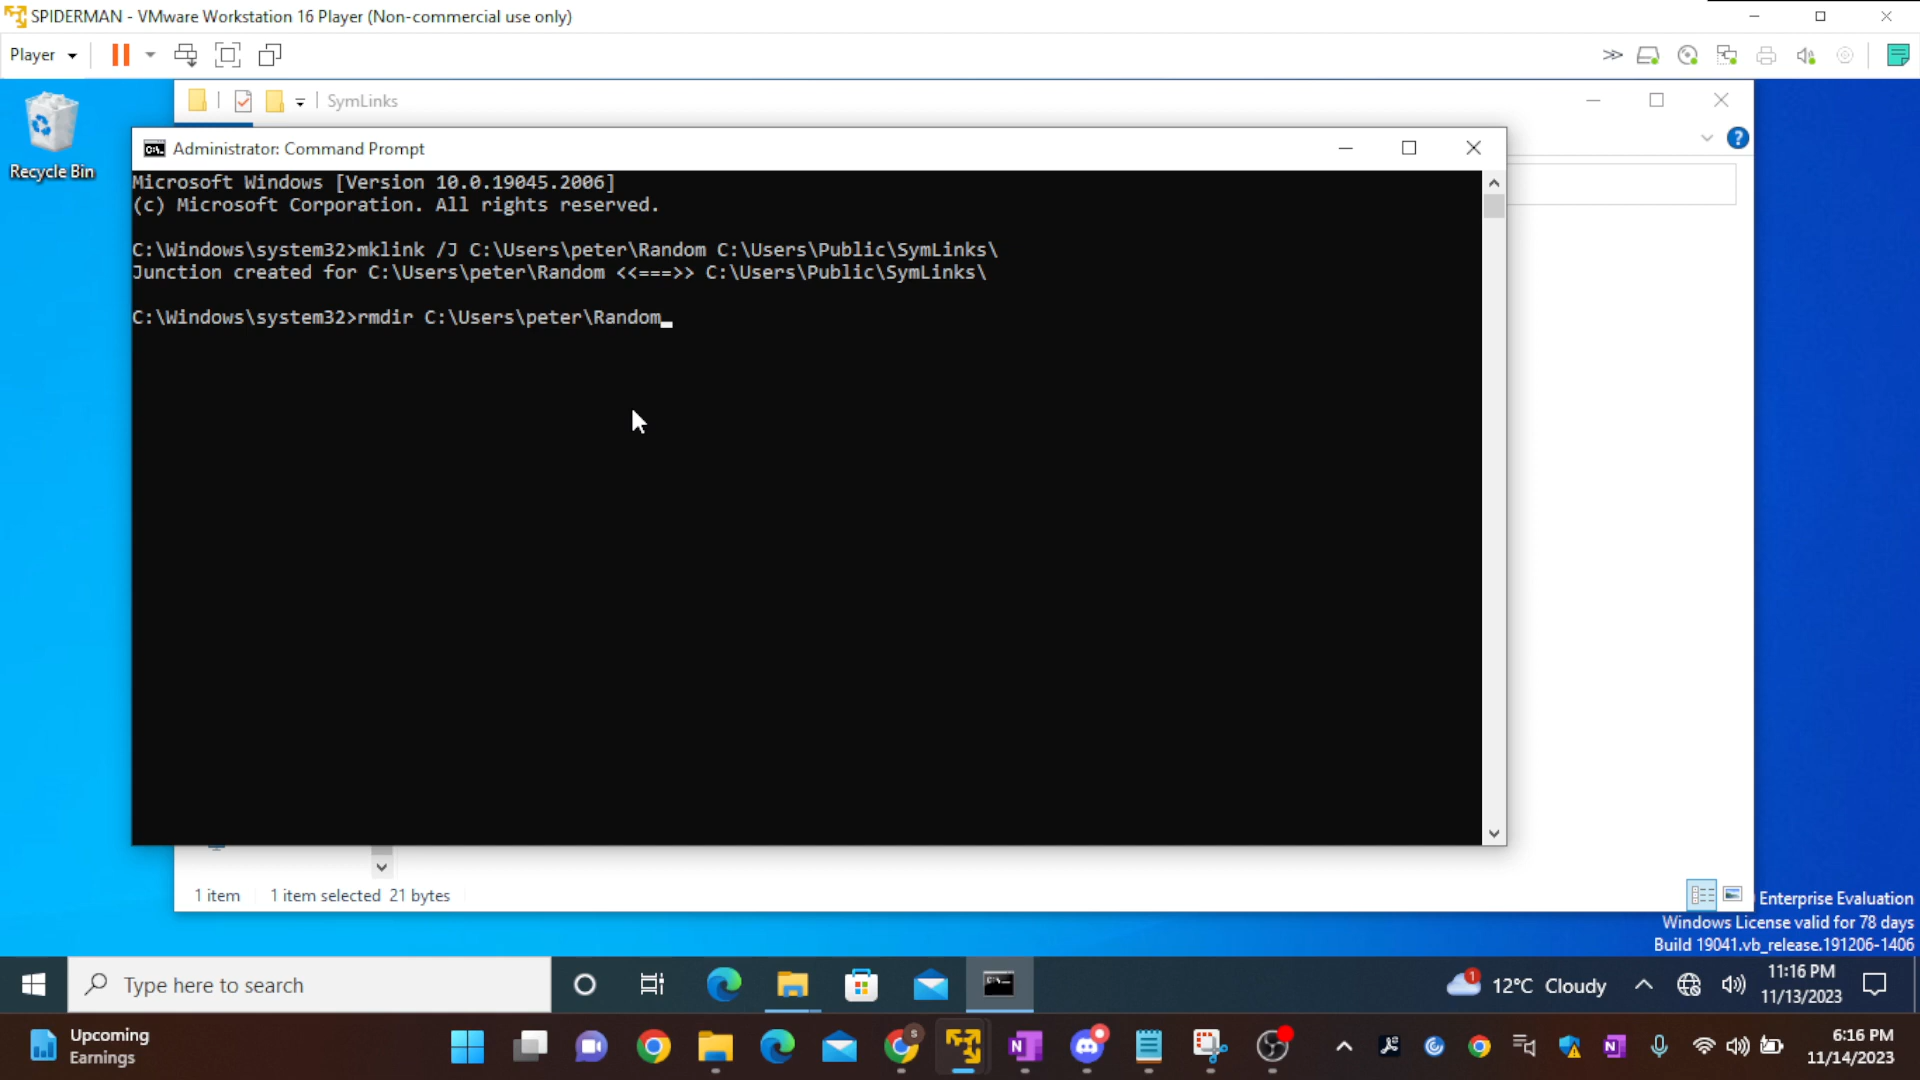 SPIDERMAN - VMware Workstation 16 Player (Non-commercial use only)
Player
SymLinks
Recycle Bin
Administrator: Command Prompt
Microsoft Windows [Version 10.0.19045.2006]
(c) Microsoft Corporation. All rights reserved.
C:\Windows\system32>mklink /J C:\Users\peter\Random C:\Users\Public\SymLinks\
Junction created for C:\Users\peter\Random <<===>> C:\Users\Public\SymLinks\
C:\Windows\system32>rmdir C:\Users\peter\Random_
1 item 1 item selected 21 bytes
Enterprise Evaluation
Windows License valid for 78 days
Build 19041.vb_release.191206-1406
Type here to search
1
12°C Cloudy
11:16 PM
11/13/2023
Upcoming
Earnings
6:16 PM
11/14/2023